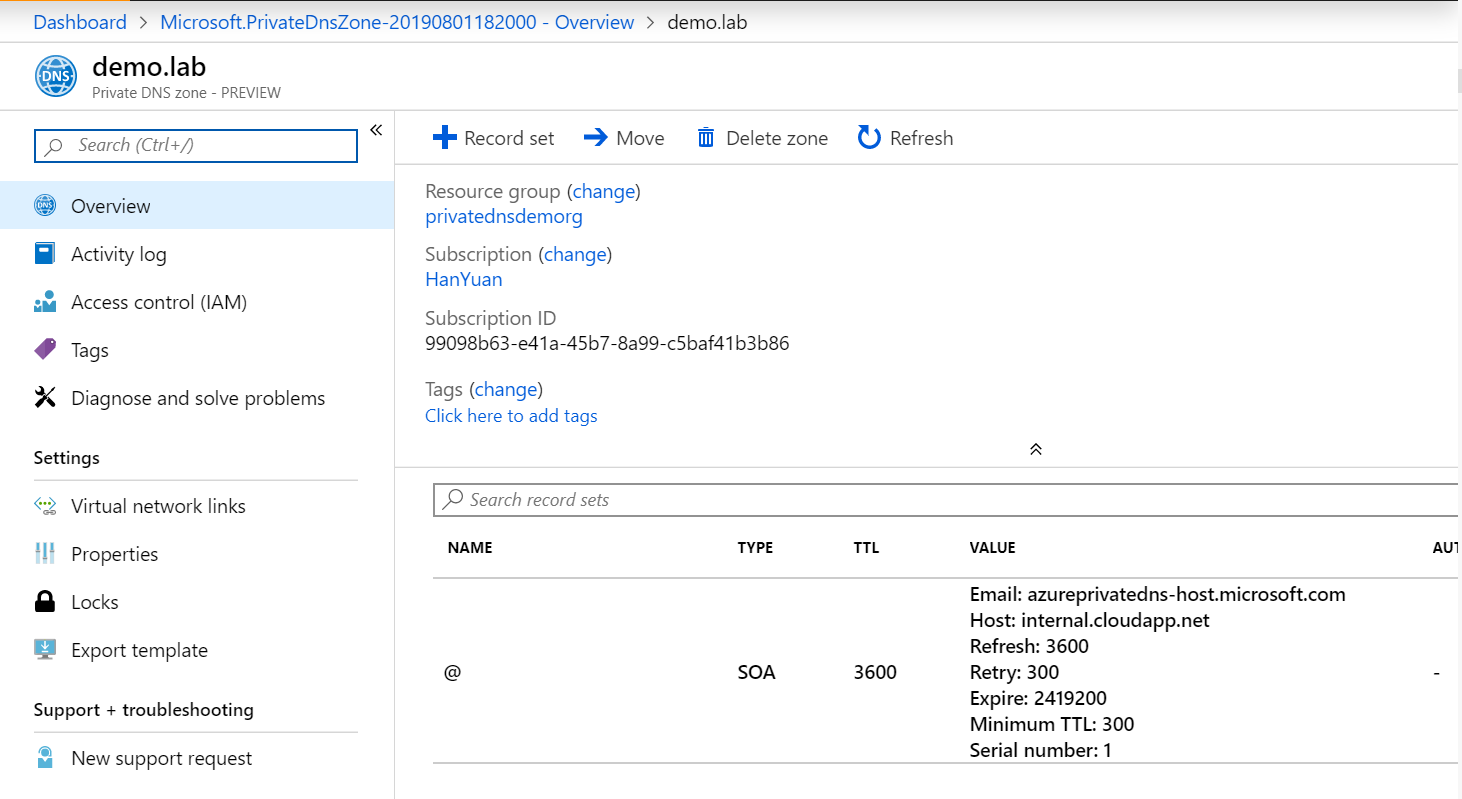 Dashboard > Microsoft.PrivateDnsZone-20190801182000 - Overview > demo.lab
DNS
demo.lab
Private DNS zone - PREVIEW
Search (Ctrl+/)
«
Overview
Activity log
Access control (IAM)
Tags
Diagnose and solve problems
Settings
Virtual network links
Properties
Locks
Export template
Support + troubleshooting
New support request
Record set Move Delete zone Refresh
Resource group (change)
privatednsdemorg
Subscription (change)
HanYuan
Subscription ID
99098b63-e41a-45b7-8a99-c5baf41b3b86
Tags (change)
Click here to add tags
Search record sets
NAME TYPE TTL VALUE AUT
@ SOA 3600
Email: azureprivatedns-host.microsoft.com
Host: internal.cloudapp.net
Refresh: 3600
Retry: 300
Expire: 2419200
Minimum TTL: 300
Serial number: 1
-